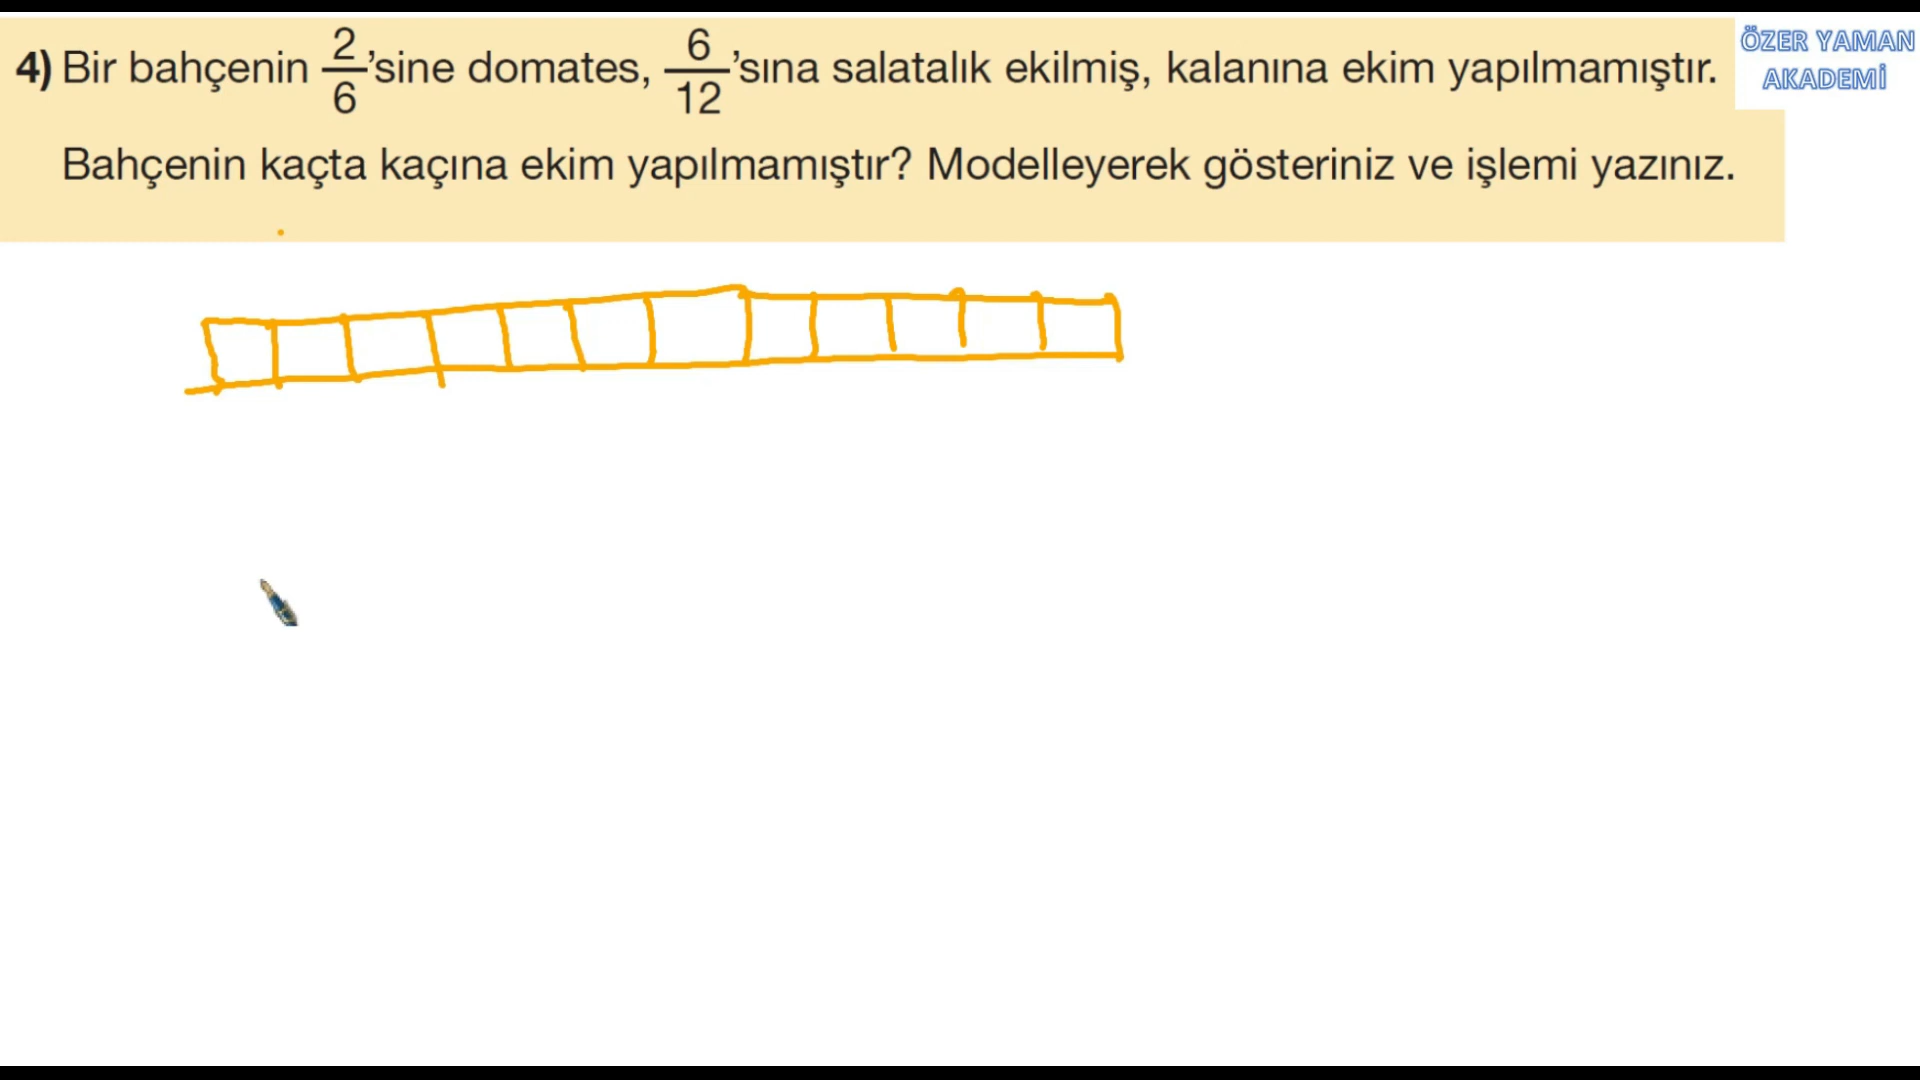 4) Bir bahçenin 2/6'sine domates, 6/12'sına salatalık ekilmiş, kalanına ekim yapılmamıştır.
Bahçenin kaçta kaçına ekim yapılmamıştır? Modelleyerek gösteriniz ve işlemi yazınız.
ÖZER YAMAN
AKADEMİ